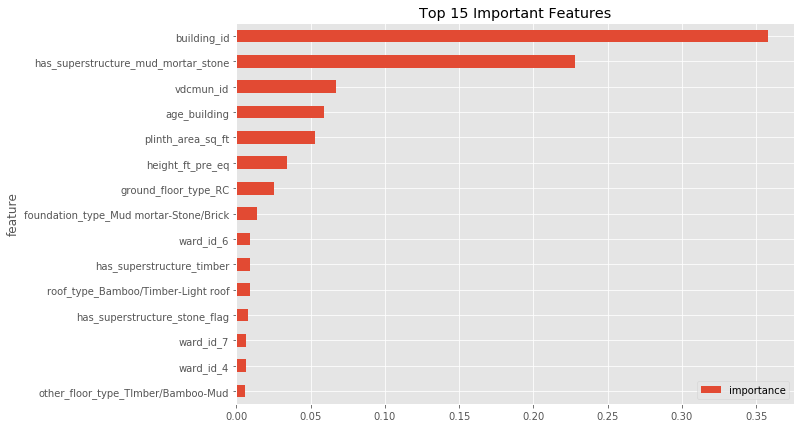 Top 15 Important Features
feature
building_id
has_superstructure_mud_mortar_stone
vdcmun_id
age_building
plinth_area_sq_ft
height_ft_pre_eq
ground_floor_type_RC
foundation_type_Mud mortar-Stone/Brick
ward_id_6
has_superstructure_timber
roof_type_Bamboo/Timber-Light roof
has_superstructure_stone_flag
ward_id_7
ward_id_4
other_floor_type_TImber/Bamboo-Mud
importance
0.00 0.05 0.10 0.15 0.20 0.25 0.30 0.35